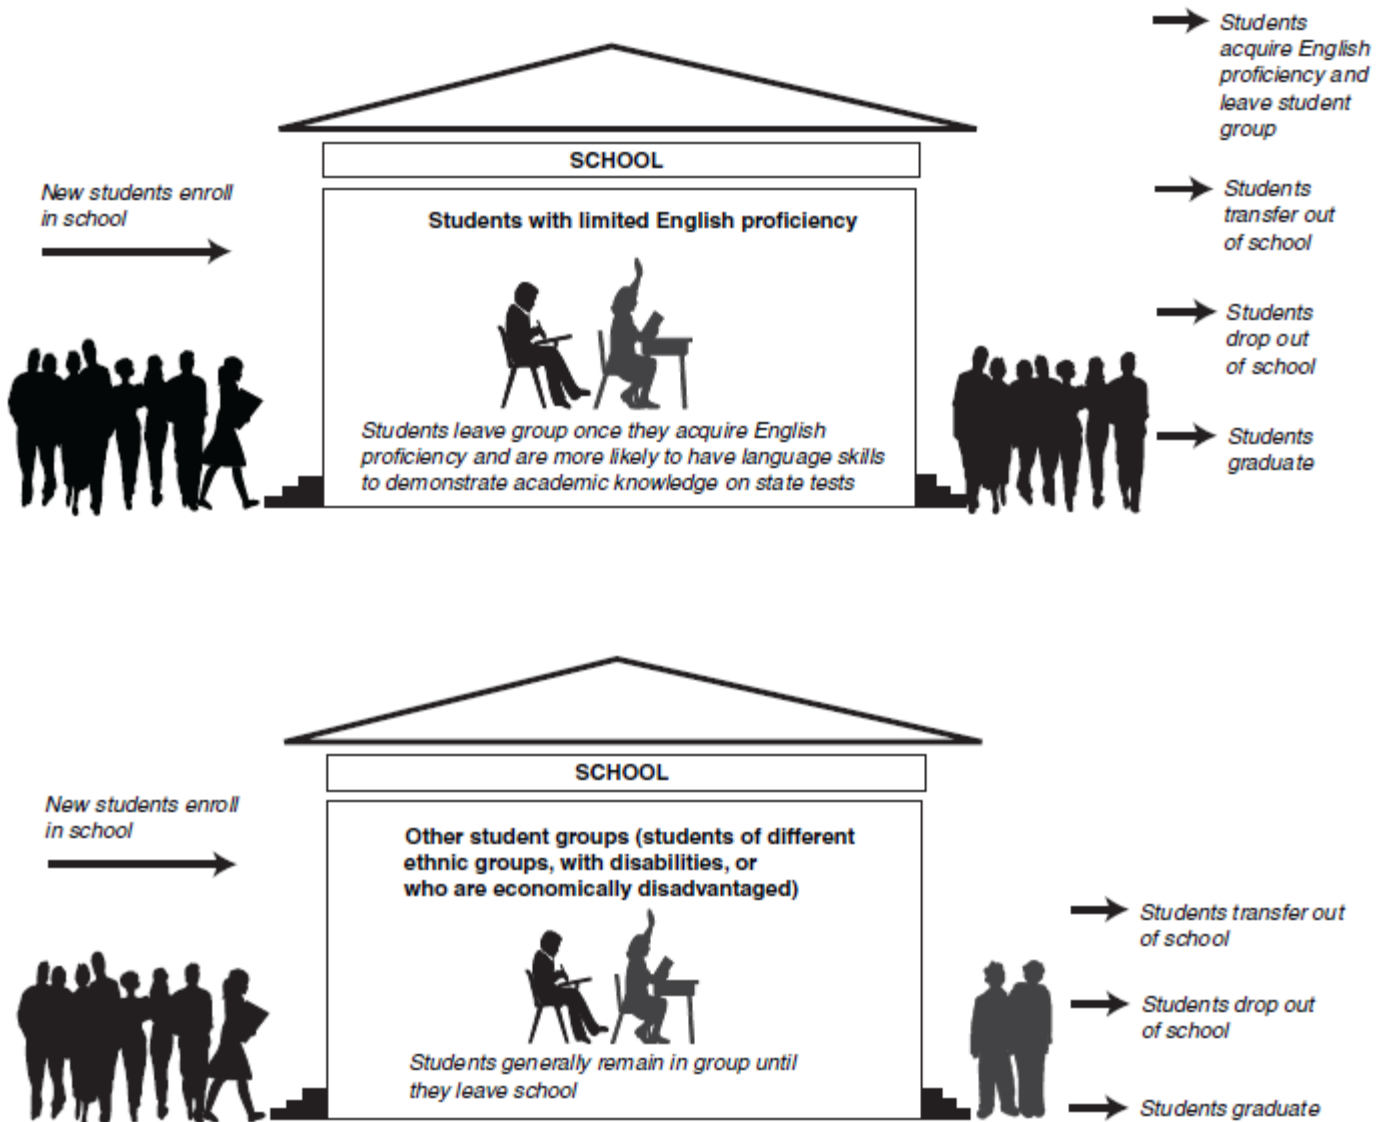 New students enroll
in school
SCHOOL
Students with limited English proficiency
Students leave group once they acquire English
proficiency and are more likely to have language skills
to demonstrate academic knowledge on state tests
Students
acquire English
proficiency and
leave student
group
Students
transfer out
of school
Students
drop out
of school
Students
graduate
New students enroll
in school
SCHOOL
Other student groups (students of different
ethnic groups, with disabilities, or
who are economically disadvantaged)
Students generally remain in group until
they leave school
Students transfer out
of school
Students drop out
of school
Students graduate